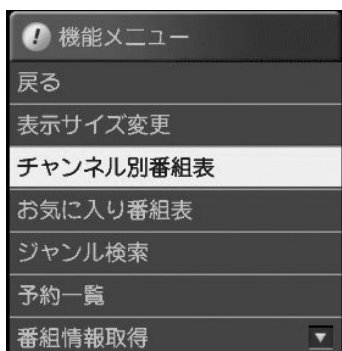 機能メニュー
戻る
表示サイズ変更
チャンネル別番組表
お気に入り番組表
ジャンル検索
予約一覧
番組情報取得